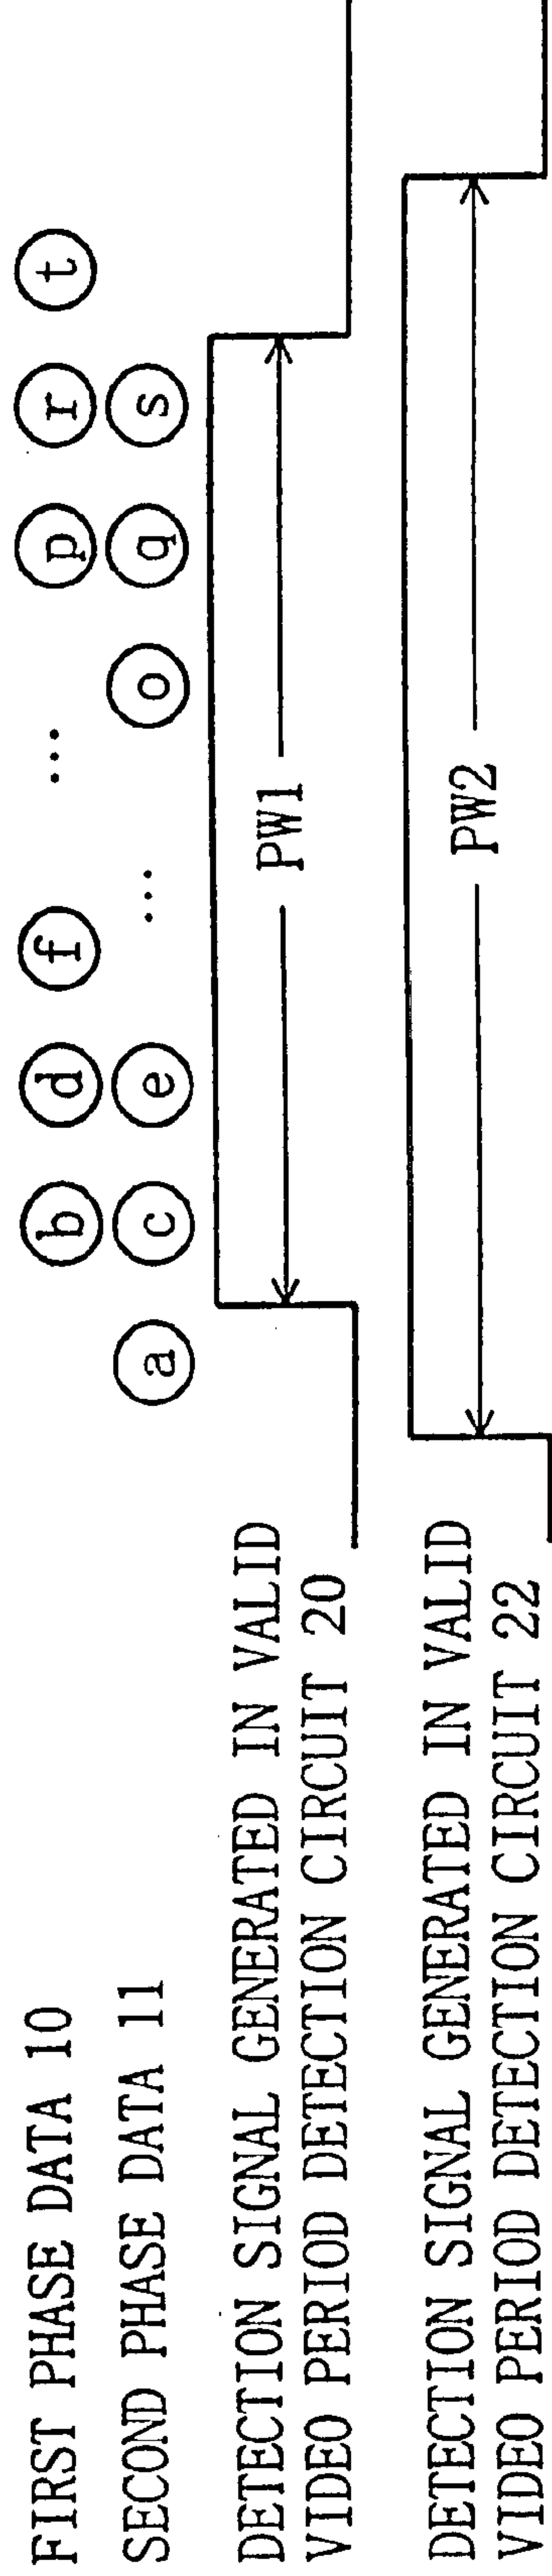 FIRST PHASE DATA 10 b d f ... p r t
SECOND PHASE DATA 11 a c e ... o q s
DETECTION SIGNAL GENERATED IN VALID
VIDEO PERIOD DETECTION CIRCUIT 20
PW1
DETECTION SIGNAL GENERATED IN VALID
VIDEO PERIOD DETECTION CIRCUIT 22
PW2